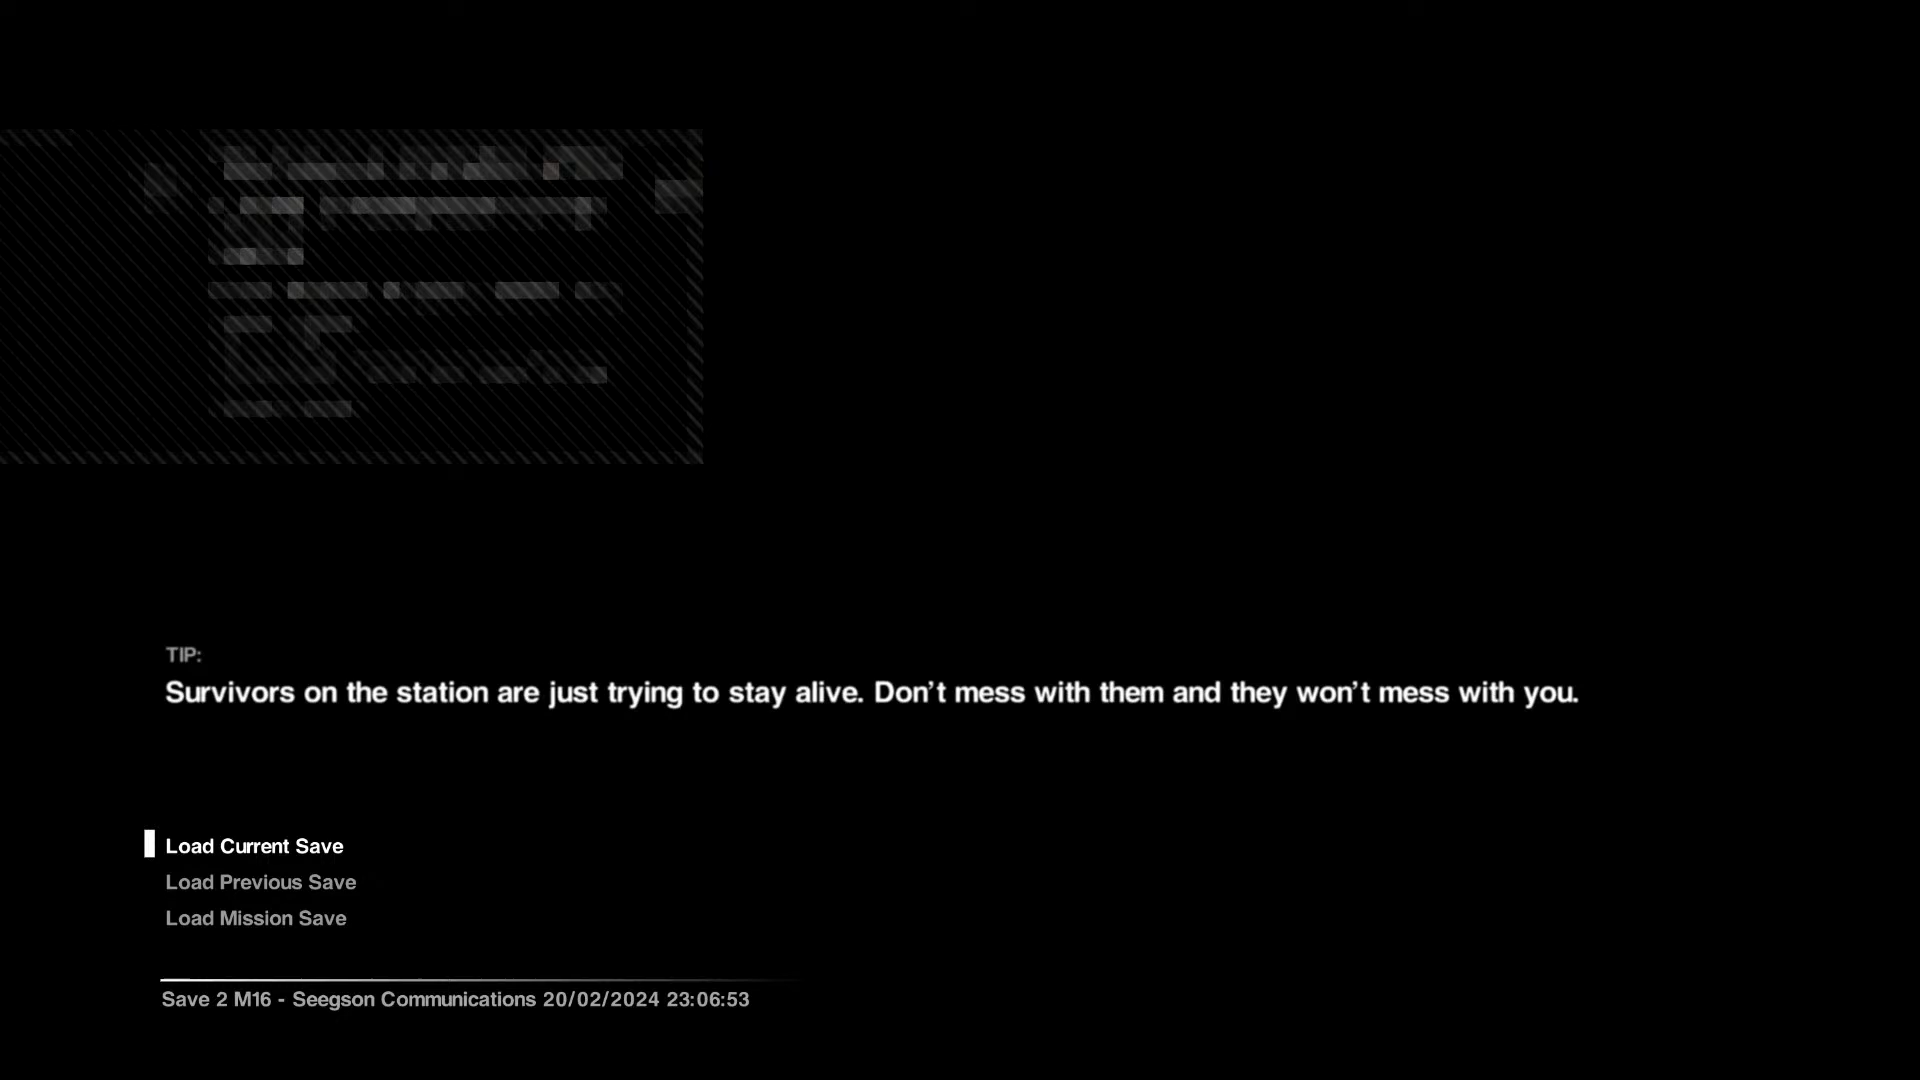 TIP:
Survivors on the station are just trying to stay alive. Don’t mess with them and they won’t mess with you.
Load Current Save
Load Previous Save
Load Mission Save
Save 2 M16 - Seegson Communications 20/02/2024 23:06:53